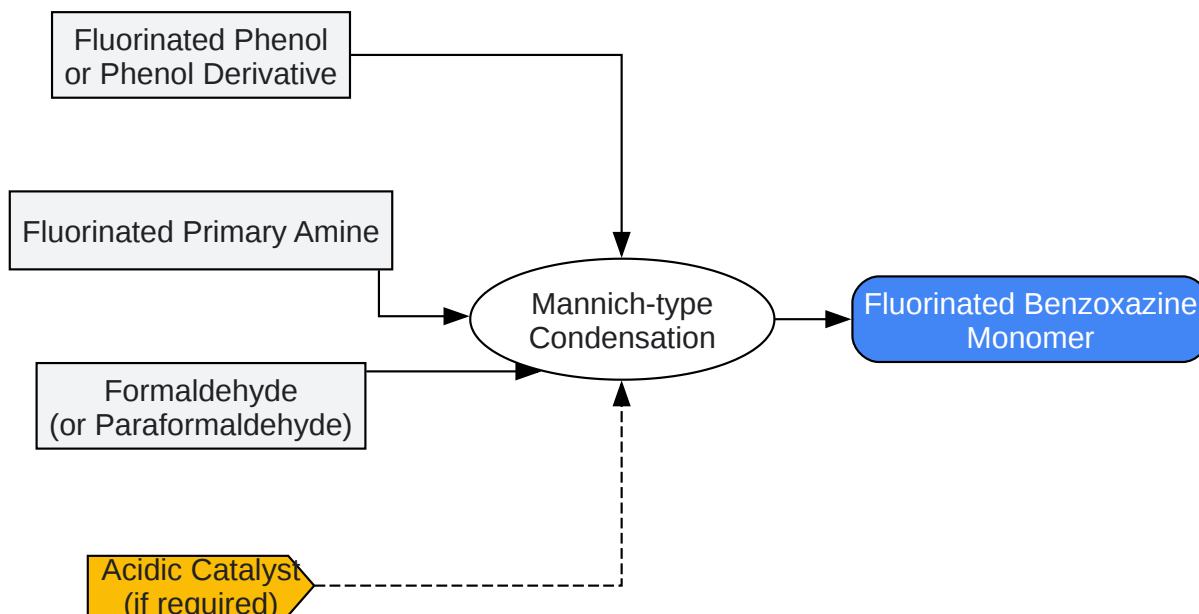 Fluorinated Phenol
or Phenol Derivative
Fluorinated Primary Amine
Mannich-type
Condensation
Fluorinated Benzoxazine
Monomer
Formaldehyde
(or Paraformaldehyde)
Acidic Catalyst
(if required)